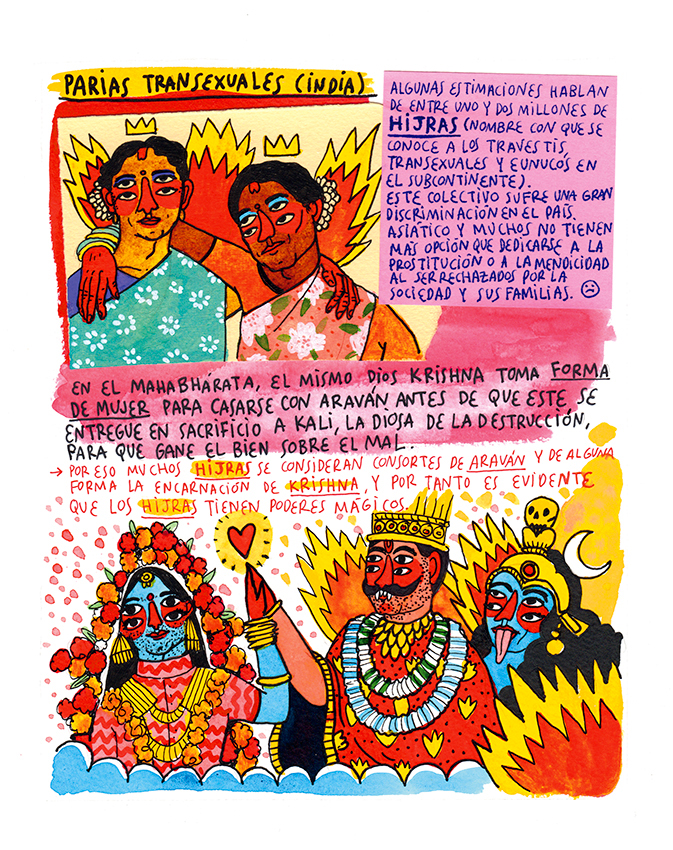 PARIAS TRANSEXUALES (INDIA)
ALGUNAS ESTIMACIONES HABLAN
DE ENTRE UNO Y DOS MILLONES DE
HIJRAS (NOMBRE CON QUE SE
CONOCE A LOS TRAVESTIS,
TRANSEXUALES Y EUNUCOS EN
EL SUBCONTINENTE).
ESTE COLECTIVO SUFRE UNA GRAN
DISCRIMINACIÓN EN EL PAÍS
ASIÁTICO Y MUCHOS NO TIENEN
MÁS OPCIÓN QUE DEDICARSE A LA
PROSTITUCIÓN O A LA MENDICIDAD
AL SER RECHAZADOS POR LA
SOCIEDAD Y SUS FAMILIAS. ☹
EN EL MAHABHÁRATA, EL MISMO DIOS KRISHNA TOMA FORMA
DE MUJER PARA CASARSE CON ARAVÁN ANTES DE QUE ESTE SE
ENTREGUE EN SACRIFICIO A KALI, LA DIOSA DE LA DESTRUCCIÓN,
PARA QUE GANE EL BIEN SOBRE EL MAL.
→ POR ESO MUCHOS HIJRAS SE CONSIDERAN CONSORTES DE ARAVÁN Y DE ALGUNA
FORMA LA ENCARNACIÓN DE KRISHNA, Y POR TANTO ES EVIDENTE
QUE LOS HIJRAS TIENEN PODERES MÁGICOS.